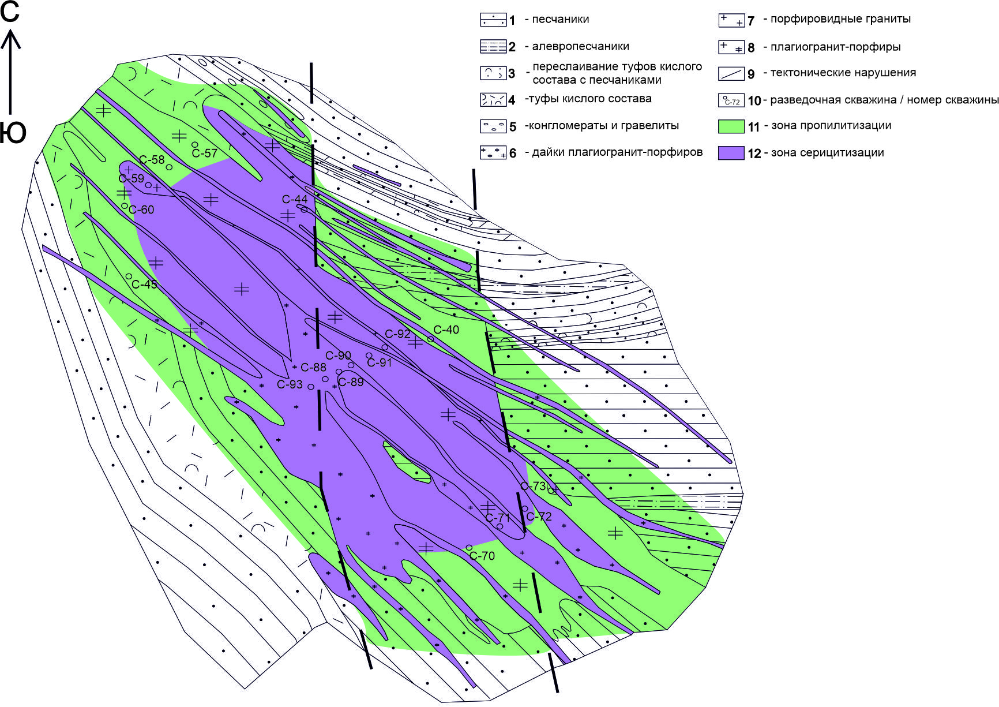 С
Ю
1 - песчаники
2 - алевропесчаники
3 - переслаивание туфов кислого
состава с песчаниками
4 -туфы кислого состава
5 -конгломераты и гравелиты
6 - дайки плагиогранит-порфиров
7 - порфировидные граниты
8 - плагиогранит-порфиры
9 - тектонические нарушения
С-72 10 - разведочная скважина / номер скважины
11 - зона пропилитизации
12 - зона серицитизации
С-57
С-58
С-59
С-60
С-44
С-45
С-40
С-92
С-90
С-91
С-88
С-89
С-93
С-73
С-72
С-71
С-70